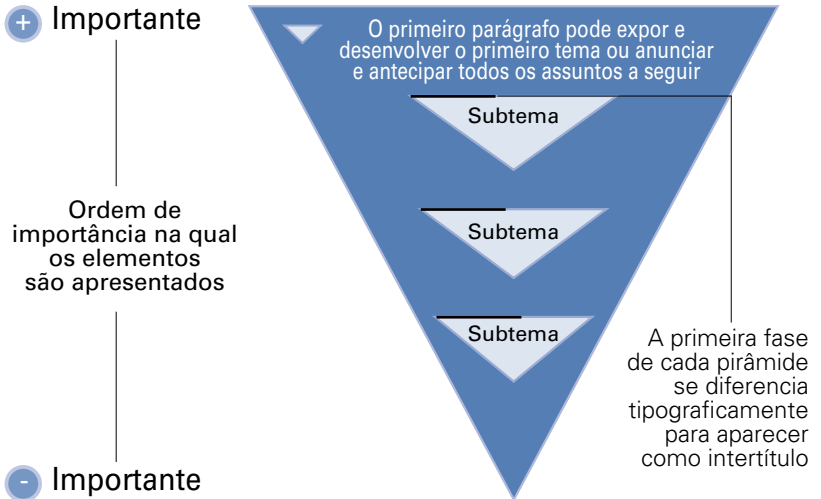 + Importante
O primeiro parágrafo pode expor e
desenvolver o primeiro tema ou anunciar
e antecipar todos os assuntos a seguir
Subtema
Subtema
Subtema
Ordem de
importância na qual
os elementos
são apresentados
A primeira fase
de cada pirâmide
se diferencia
tipograficamente
para aparecer
como intertítulo
- Importante